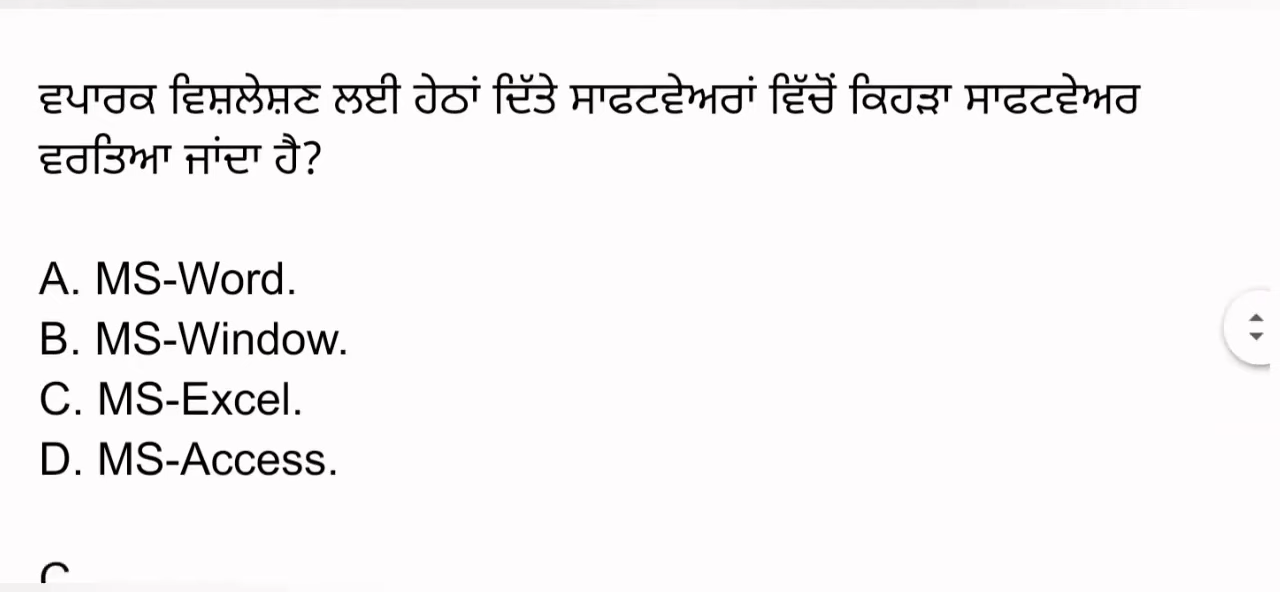 ਵਪਾਰਕ ਵਿਸ਼ਲੇਸ਼ਣ ਲਈ ਹੇਠਾਂ ਦਿੱਤੇ ਸਾਫਟਵੇਅਰਾਂ ਵਿੱਚੋਂ ਕਿਹੜਾ ਸਾਫਟਵੇਅਰ
ਵਰਤਿਆ ਜਾਂਦਾ ਹੈ?
A. MS-Word.
B. MS-Window.
C. MS-Excel.
D. MS-Access.